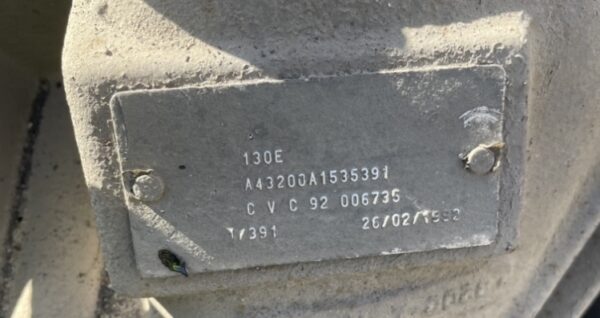 130E
A43200A1535391
C V C 92 006735
T/391 26/02/1992